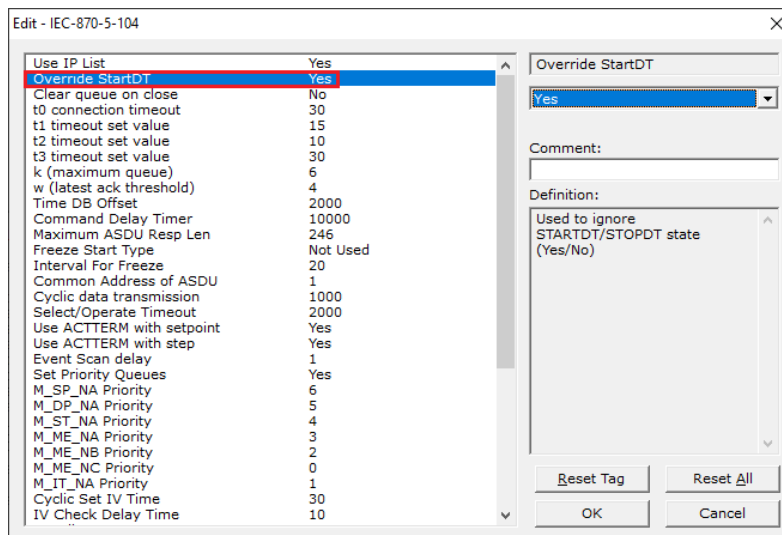 Edit - IEC-870-5-104
Use IP List Yes
Override StartDT Yes
Clear queue on close No
t0 connection timeout 30
t1 timeout set value 15
t2 timeout set value 10
t3 timeout set value 30
k (maximum queue) 6
w (latest ack threshold) 4
Time DB Offset 2000
Command Delay Timer 10000
Maximum ASDU Resp Len 246
Freeze Start Type Not Used
Interval For Freeze 20
Common Address of ASDU 1
Cyclic data transmission 1000
Select/Operate Timeout 2000
Use ACTTERM with setpoint Yes
Use ACTTERM with step Yes
Event Scan delay 1
Set Priority Queues Yes
M_SP_NA Priority 6
M_DP_NA Priority 5
M_ST_NA Priority 4
M_ME_NA Priority 3
M_ME_NB Priority 2
M_ME_NC Priority 0
M_IT_NA Priority 1
Cyclic Set IV Time 30
IV Check Delay Time 10
Override StartDT
Yes
Comment:
Definition:
Used to ignore
STARTDT/STOPDT state
(Yes/No)
Reset Tag Reset All
OK Cancel